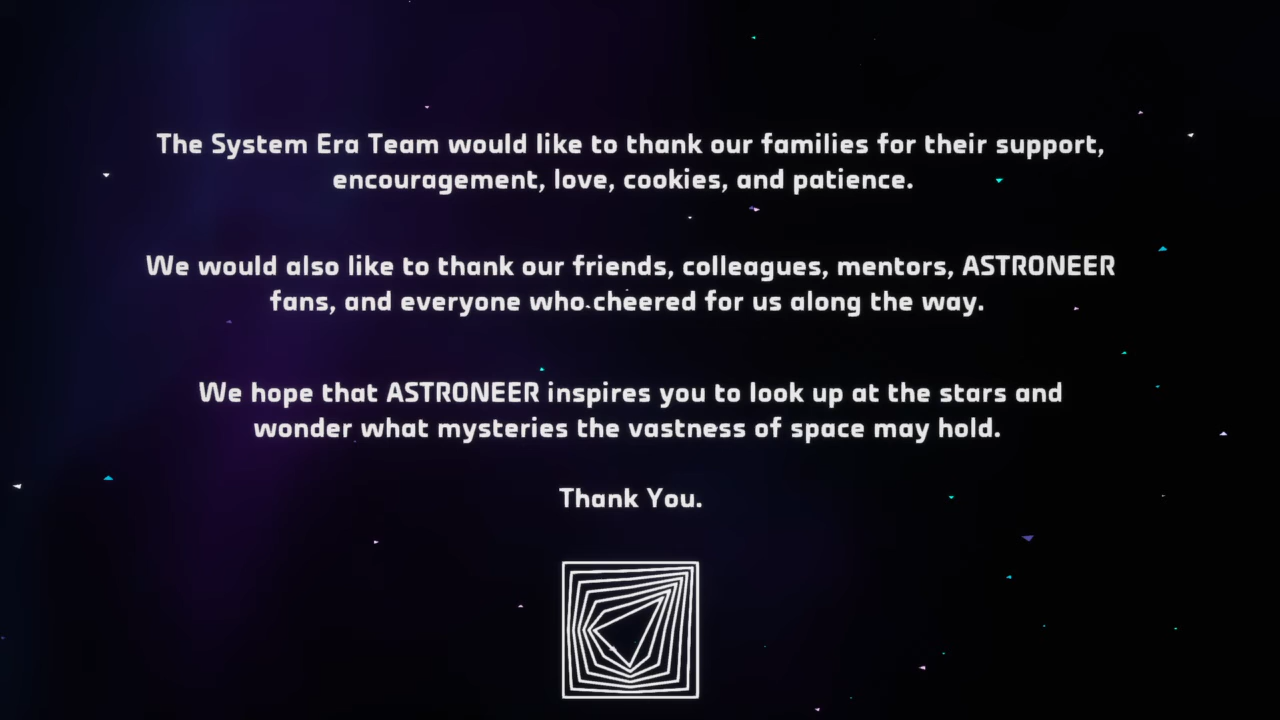 The System Era Team would like to thank our families for their support,
encouragement, love, cookies, and patience.
We would also like to thank our friends, colleagues, mentors, ASTRONEER
fans, and everyone who cheered for us along the way.
We hope that ASTRONEER inspires you to look up at the stars and
wonder what mysteries the vastness of space may hold.
Thank You.